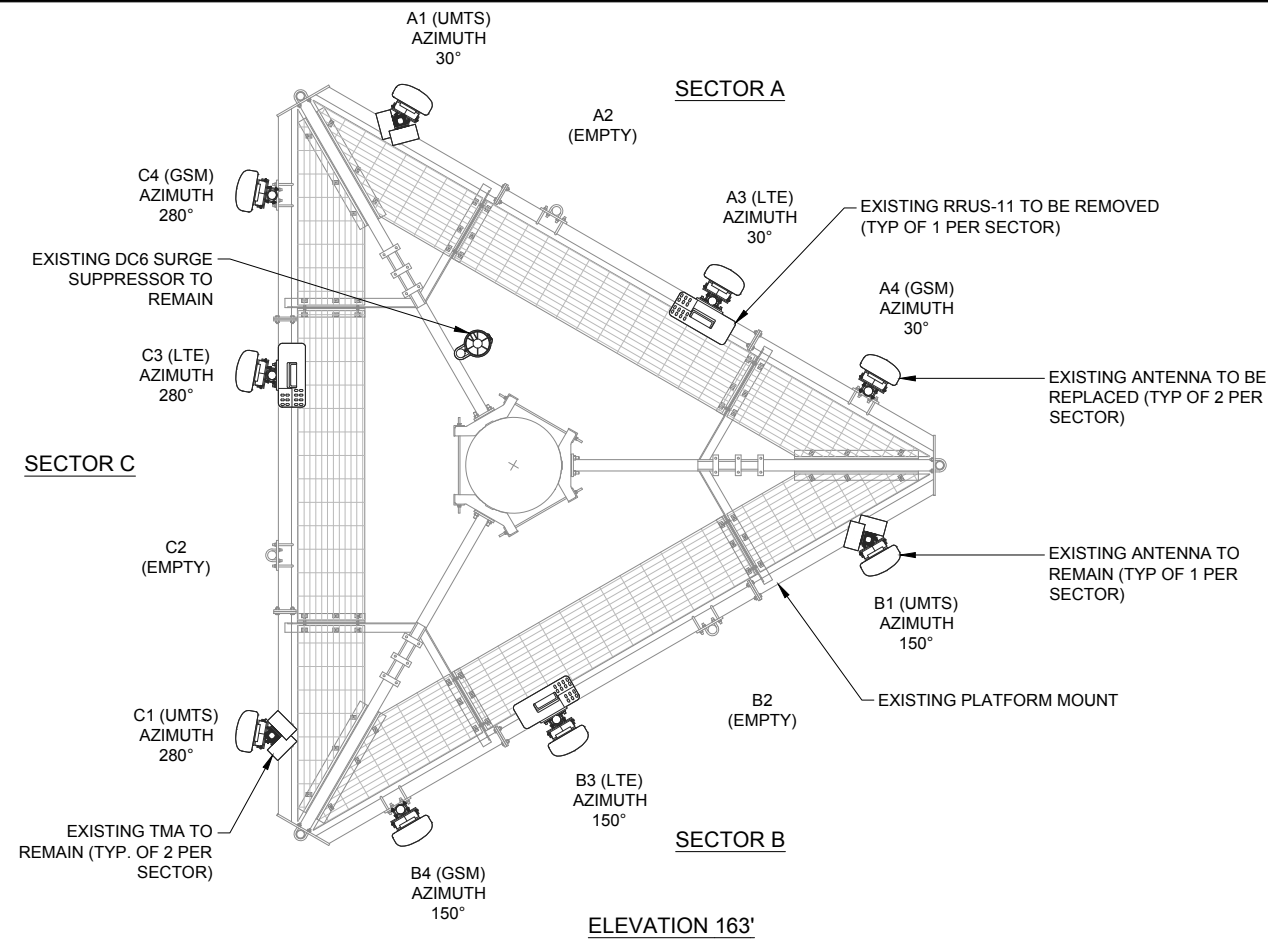 A1 (UMTS)
AZIMUTH
30°
SECTOR A
A2
(EMPTY)
C4 (GSM)
AZIMUTH
280°
A3 (LTE)
AZIMUTH
30°
EXISTING RRUS-11 TO BE REMOVED
(TYP OF 1 PER SECTOR)
EXISTING DC6 SURGE
SUPPRESSOR TO
REMAIN
A4 (GSM)
AZIMUTH
30°
C3 (LTE)
AZIMUTH
280°
EXISTING ANTENNA TO BE
REPLACED (TYP OF 2 PER
SECTOR)
SECTOR C
C2
(EMPTY)
EXISTING ANTENNA TO
REMAIN (TYP OF 1 PER
SECTOR)
B1 (UMTS)
AZIMUTH
150°
EXISTING PLATFORM MOUNT
B2
(EMPTY)
C1 (UMTS)
AZIMUTH
280°
B3 (LTE)
AZIMUTH
150°
EXISTING TMA TO
REMAIN (TYP. OF 2 PER
SECTOR)
SECTOR B
B4 (GSM)
AZIMUTH
150°
ELEVATION 163'